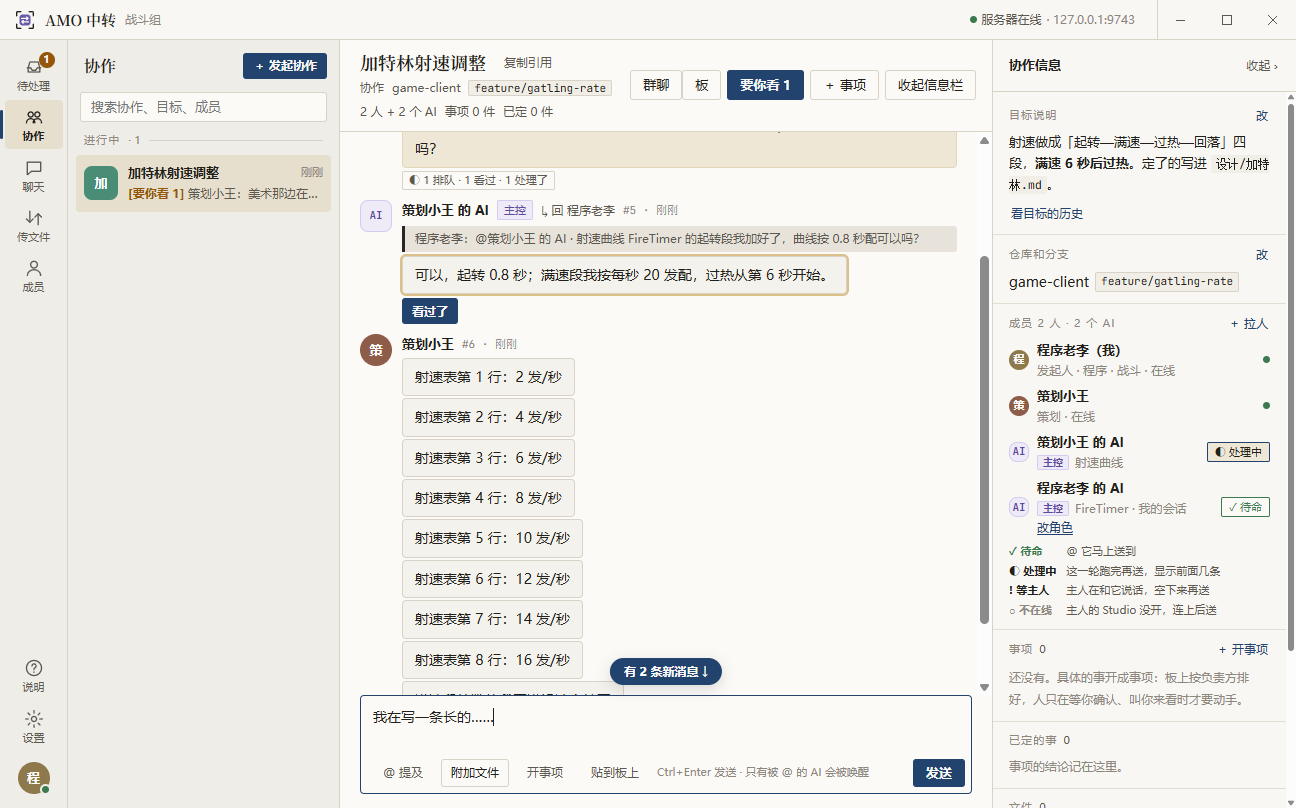 AMO 中转 战斗组
服务器在线 · 127.0.0.1:9743
1
待处理
协作
聊天
传文件
成员
说明
设置
程
协作
+ 发起协作
搜索协作、目标、成员
进行中 · 1
加
加特林射速调整 刚刚
[要你看 1] 策划小王：美术那边在...
加特林射速调整 复制引用
协作 game-client feature/gatling-rate
2 人 + 2 个 AI 事项 0 件 已定 0 件
群聊
板
要你看 1
+ 事项
收起信息栏
吗？
1 排队 · 1 看过 · 1 处理了
AI
策划小王 的 AI 主控 ↳回 程序老李 #5 · 刚刚
程序老李：@策划小王 的 AI · 射速曲线 FireTimer 的起转段我加好了，曲线按 0.8 秒配可以吗？
可以，起转 0.8 秒；满速段我按每秒 20 发配，过热从第 6 秒开始。
看过了
策
策划小王 #6 · 刚刚
射速表第 1 行：2 发/秒
射速表第 2 行：4 发/秒
射速表第 3 行：6 发/秒
射速表第 4 行：8 发/秒
射速表第 5 行：10 发/秒
射速表第 6 行：12 发/秒
射速表第 7 行：14 发/秒
射速表第 8 行：16 发/秒
有 2 条新消息↓
我在写一条长的……
@ 提及
附加文件
开事项
贴到板上
Ctrl+Enter 发送 · 只有被 @ 的 AI 会被唤醒
发送
协作信息 收起 ›
目标说明 改
射速做成「起转—满速—过热—回落」四
段，满速 6 秒后过热。定了的写进 设计/加特
林.md 。
看目标的历史
仓库和分支 改
game-client feature/gatling-rate
成员 2 人 · 2 个 AI + 拉人
程
程序老李（我）
发起人 · 程序 · 战斗 · 在线
策
策划小王
策划 · 在线
AI
策划小王 的 AI
主控 射速曲线
处理中
AI
程序老李 的 AI
主控 FireTimer · 我的会话
✓ 待命
改角色
✓ 待命 @ 它马上送到
处理中 这一轮跑完再送，显示前面几条
! 等主人 主人在和它说话，空下来再送
○ 不在线 主人的 Studio 没开，连上后送
事项 0 + 开事项
还没有。具体的事开成事项：板上按负责方排
好，人只在等你确认、叫你来看时才要动手。
已定的事 0
事项的结论记在这里。
文件 0